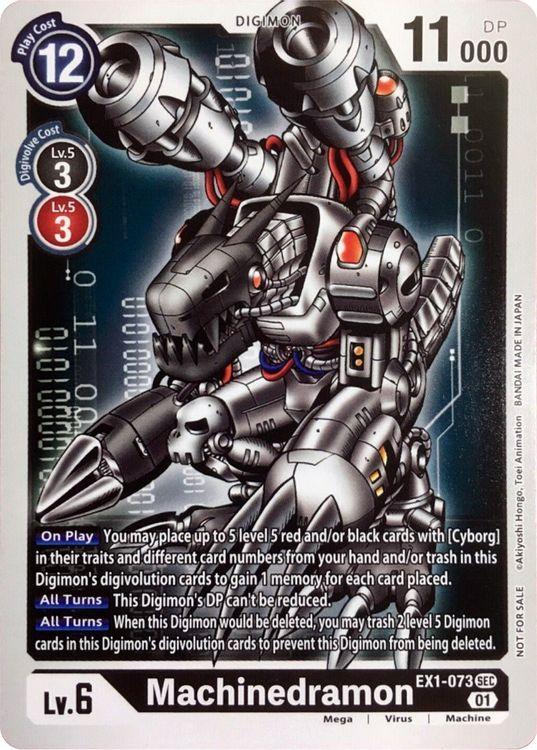 DIGIMON
Play Cost
12
11000
DP
Digivolve Cost
Lv.5
3
Lv.5
3
On Play You may place up to 5 level 5 red and/or black cards with [Cyborg]
in their traits and different card numbers from your hand and/or trash in this
Digimon's digivolution cards to gain 1 memory for each card placed.
All Turns This Digimon's DP can't be reduced.
All Turns When this Digimon would be deleted, you may trash 2 level 5 Digimon
cards in this Digimon's digivolution cards to prevent this Digimon from being deleted.
NOT FOR SALE ©Akiyoshi Hongo, Toei Animation BANDAI MADE IN JAPAN
Lv.6
Machinedramon
EX1-073 SEC
01
Mega | Virus | Machine